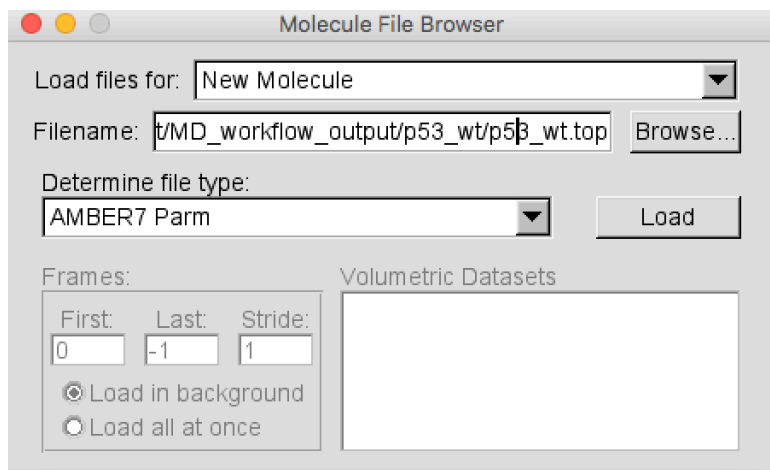 Molecule File Browser
Load files for: New Molecule
Filename: t/MD_workflow_output/p53_wt/p53_wt.top Browse...
Determine file type:
AMBER7 Parm Load
Frames: Volumetric Datasets
First: Last: Stride:
0 -1 1
Load in background
Load all at once